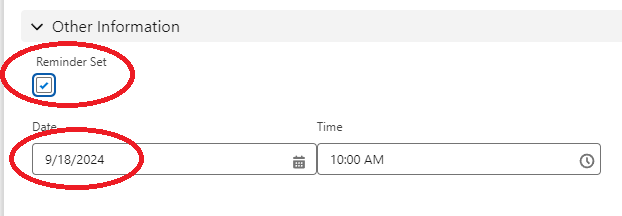 Other Information
Reminder Set
Date Time
9/18/2024 10:00 AM